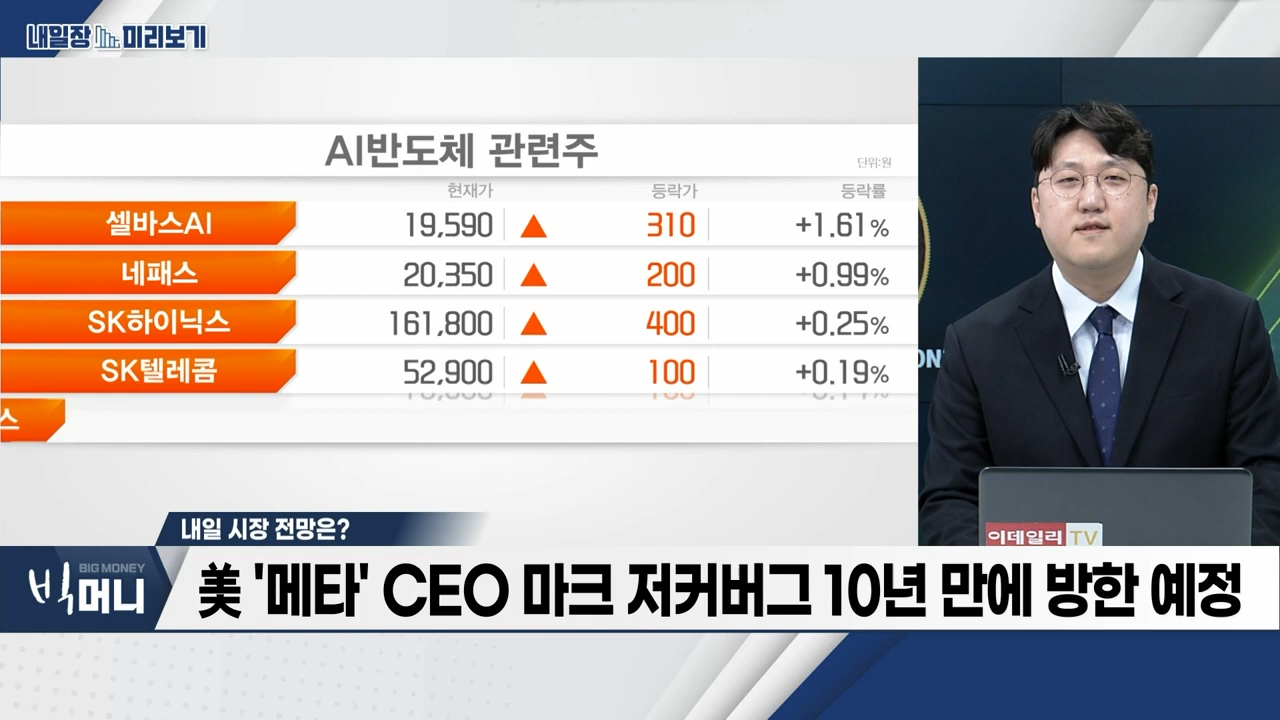 내일장 미리보기
AI반도체 관련주
단위:원
현재가 등락가 등락률
셀바스AI 19,590 ▲ 310 +1.61%
네패스 20,350 ▲ 200 +0.99%
SK하이닉스 161,800 ▲ 400 +0.25%
SK텔레콤 52,900 ▲ 100 +0.19%
스
이데일리 TV
내일 시장 전망은?
BIG MONEY
빅머니
美 '메타' CEO 마크 저커버그 10년 만에 방한 예정